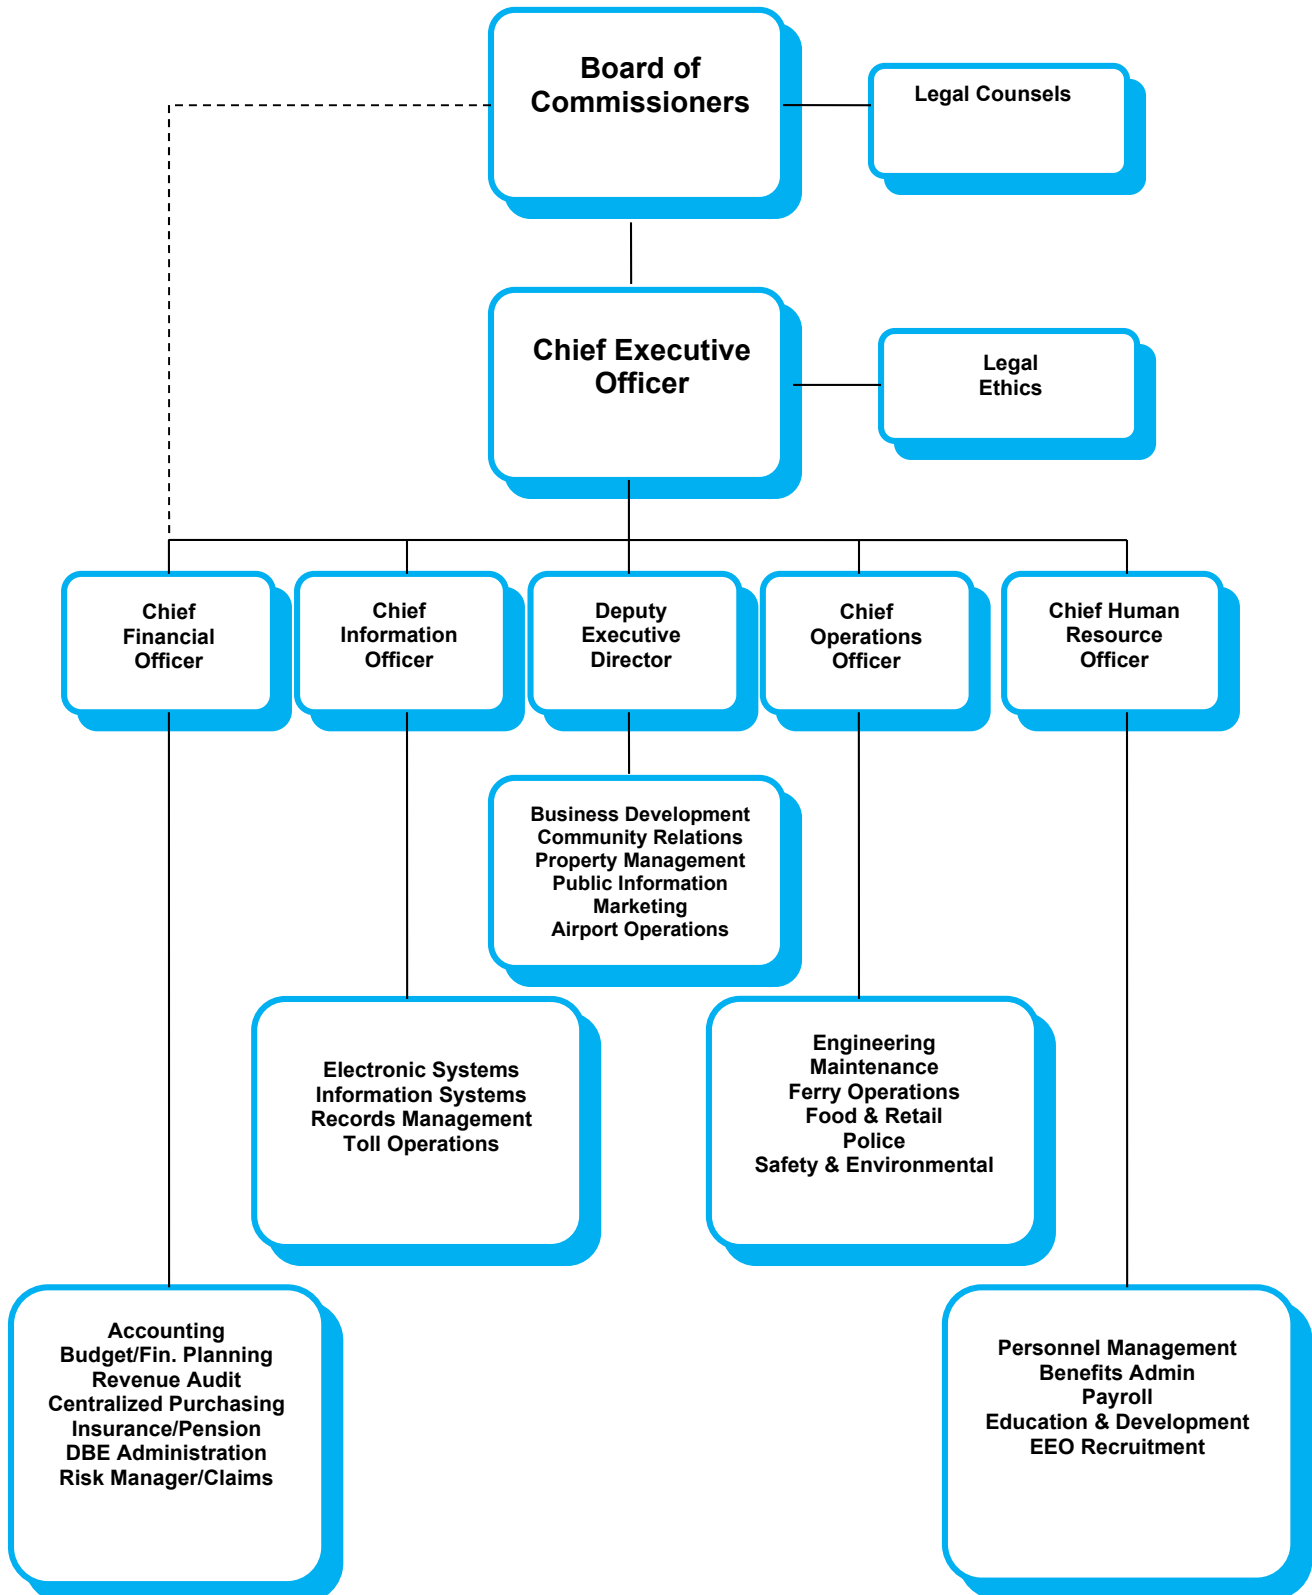 Board of
Commissioners
Legal Counsels
Chief Executive
Officer
Legal
Ethics
Chief
Financial
Officer
Chief
Information
Officer
Deputy
Executive
Director
Chief
Operations
Officer
Chief Human
Resource
Officer
Business Development
Community Relations
Property Management
Public Information
Marketing
Airport Operations
Electronic Systems
Information Systems
Records Management
Toll Operations
Engineering
Maintenance
Ferry Operations
Food & Retail
Police
Safety & Environmental
Accounting
Budget/Fin. Planning
Revenue Audit
Centralized Purchasing
Insurance/Pension
DBE Administration
Risk Manager/Claims
Personnel Management
Benefits Admin
Payroll
Education & Development
EEO Recruitment